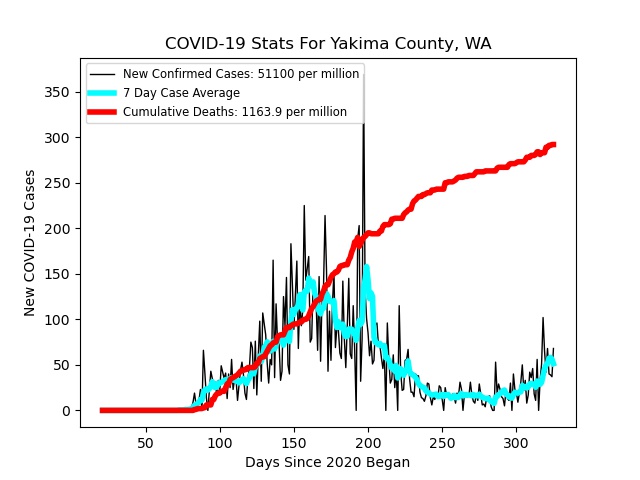 COVID-19 Stats For Yakima County, WA
New Confirmed Cases: 51100 per million
7 Day Case Average
Cumulative Deaths: 1163.9 per million
New COVID-19 Cases
350
300
250
200
150
100
50
0
50 100 150 200 250 300
Days Since 2020 Began